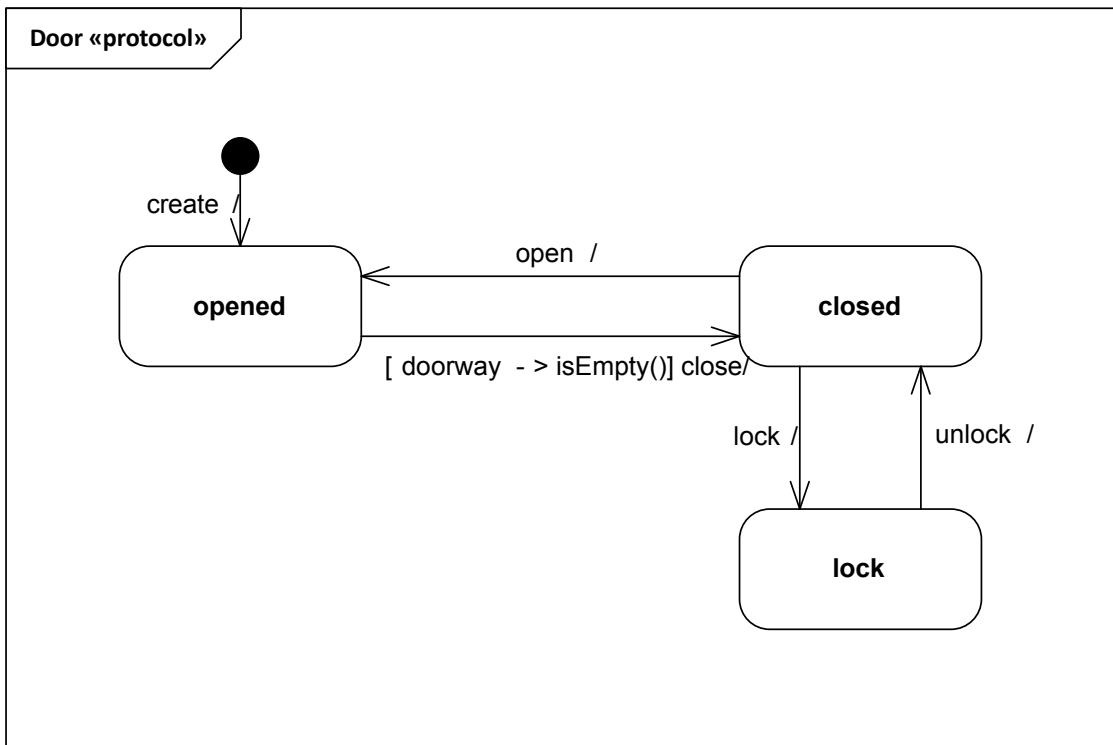 Door «protocol»
create /
open /
opened
closed
[ doorway - > isEmpty()] close/
lock /
unlock /
lock